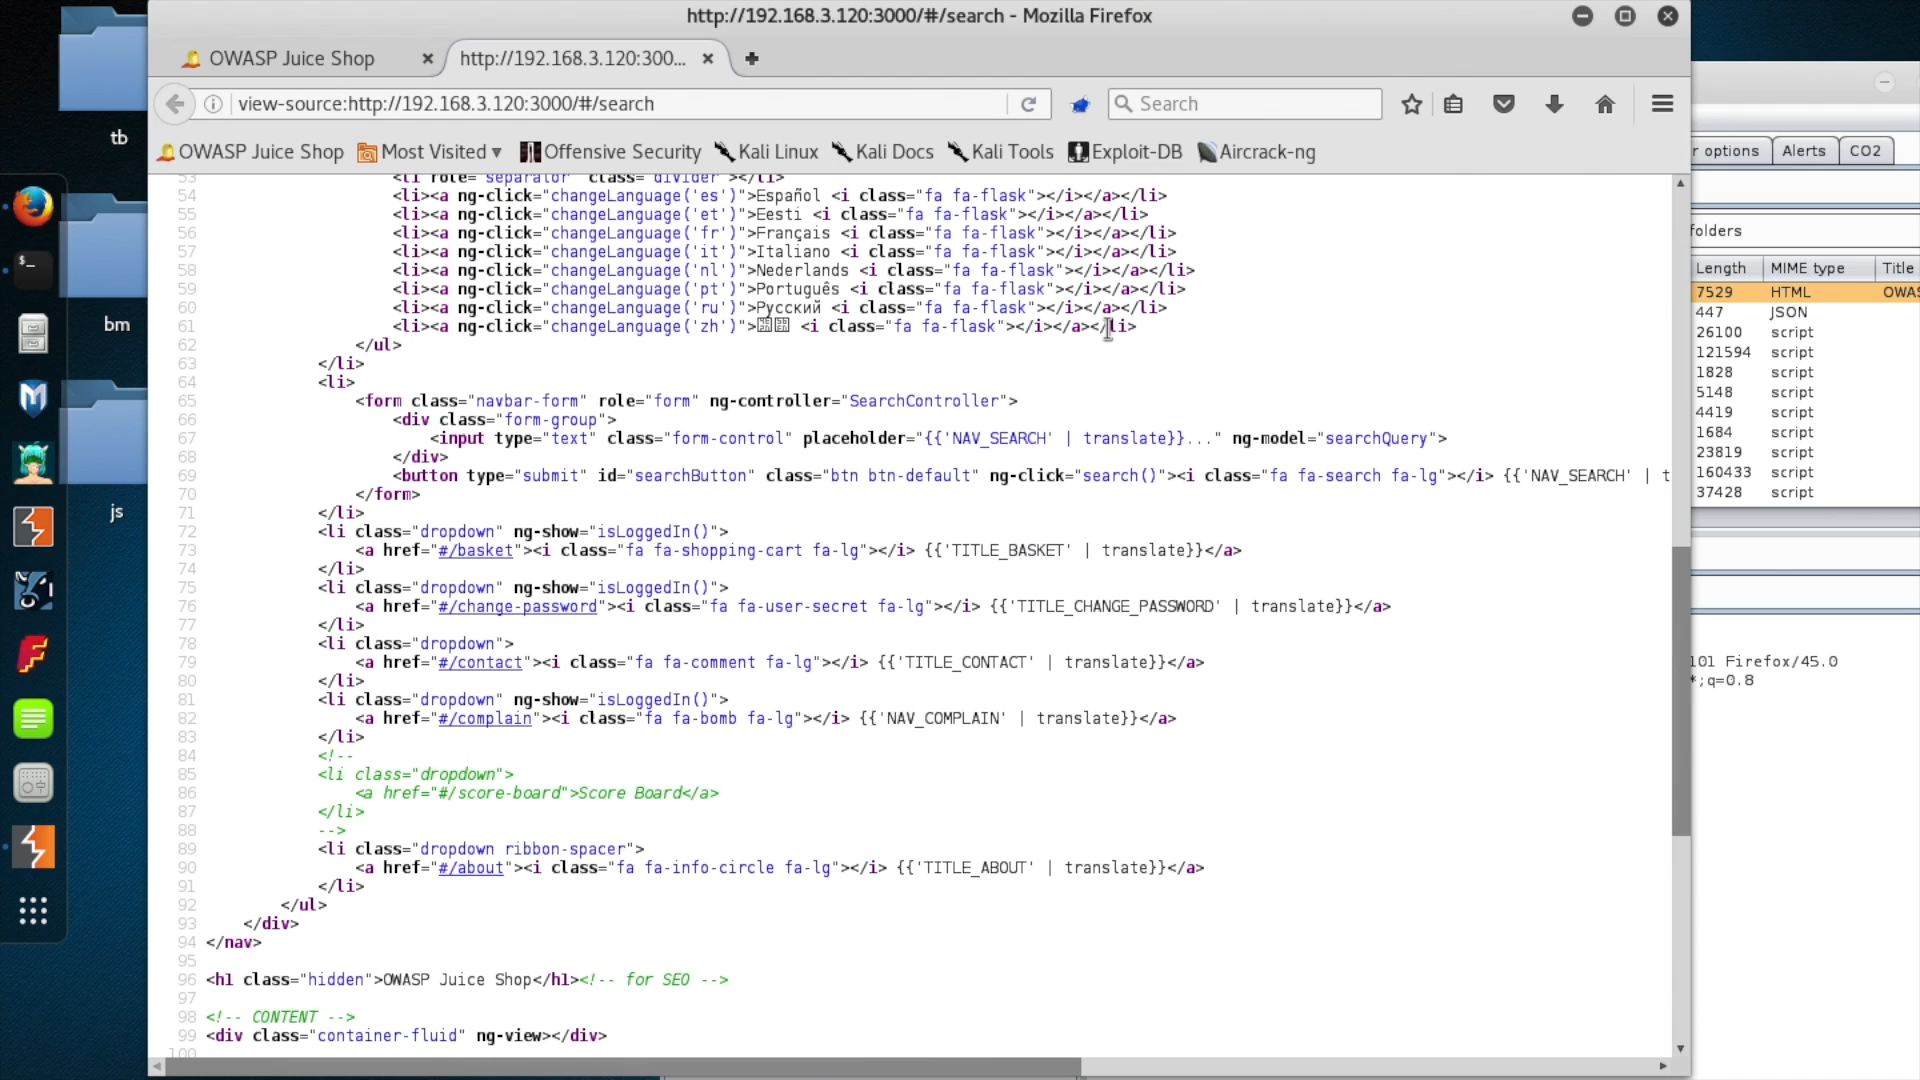 http://192.168.3.120:3000/#/search - Mozilla Firefox
OWASP Juice Shop
http://192.168.3.120:300...
view-source:http://192.168.3.120:3000/#/search
Search
OWASP Juice Shop
Most Visited
Offensive Security
Kali Linux
Kali Docs
Kali Tools
Exploit-DB
Aircrack-ng
tb
bm
js
53 <li role="separator" class="divider"></li>
54 <li><a ng-click="changeLanguage('es')">Español <i class="fa fa-flask"></i></a></li>
55 <li><a ng-click="changeLanguage('et')">Eesti <i class="fa fa-flask"></i></a></li>
56 <li><a ng-click="changeLanguage('fr')">Français <i class="fa fa-flask"></i></a></li>
57 <li><a ng-click="changeLanguage('it')">Italiano <i class="fa fa-flask"></i></a></li>
58 <li><a ng-click="changeLanguage('nl')">Nederlands <i class="fa fa-flask"></i></a></li>
59 <li><a ng-click="changeLanguage('pt')">Português <i class="fa fa-flask"></i></a></li>
60 <li><a ng-click="changeLanguage('ru')">Русский <i class="fa fa-flask"></i></a></li>
61 <li><a ng-click="changeLanguage('zh')"> <i class="fa fa-flask"></i></a></li>
62 </ul>
63 </li>
64 <li>
65 <form class="navbar-form" role="form" ng-controller="SearchController">
66 <div class="form-group">
67 <input type="text" class="form-control" placeholder="{{'NAV_SEARCH' | translate}}..." ng-model="searchQuery">
68 </div>
69 <button type="submit" id="searchButton" class="btn btn-default" ng-click="search()"><i class="fa fa-search fa-lg"></i> {{'NAV_SEARCH' | t
70 </form>
71 </li>
72 <li class="dropdown" ng-show="isLoggedIn()">
73 <a href="#/basket"><i class="fa fa-shopping-cart fa-lg"></i> {{'TITLE_BASKET' | translate}}</a>
74 </li>
75 <li class="dropdown" ng-show="isLoggedIn()">
76 <a href="#/change-password"><i class="fa fa-user-secret fa-lg"></i> {{'TITLE_CHANGE_PASSWORD' | translate}}</a>
77 </li>
78 <li class="dropdown">
79 <a href="#/contact"><i class="fa fa-comment fa-lg"></i> {{'TITLE_CONTACT' | translate}}</a>
80 </li>
81 <li class="dropdown" ng-show="isLoggedIn()">
82 <a href="#/complain"><i class="fa fa-bomb fa-lg"></i> {{'NAV_COMPLAIN' | translate}}</a>
83 </li>
84 <!--
85 <li class="dropdown">
86 <a href="#/score-board">Score Board</a>
87 </li>
88 -->
89 <li class="dropdown ribbon-spacer">
90 <a href="#/about"><i class="fa fa-info-circle fa-lg"></i> {{'TITLE_ABOUT' | translate}}</a>
91 </li>
92 </ul>
93 </div>
94 </nav>
95
96 <h1 class="hidden">OWASP Juice Shop</h1><!-- for SEO -->
97
98 <!-- CONTENT -->
99 <div class="container-fluid" ng-view></div>
100
r options
Alerts
CO2
folders
Length MIME type Title
7529 HTML OWAS
447 JSON
26100 script
121594 script
1828 script
5148 script
4419 script
1684 script
23819 script
160433 script
37428 script
101 Firefox/45.0
*;q=0.8